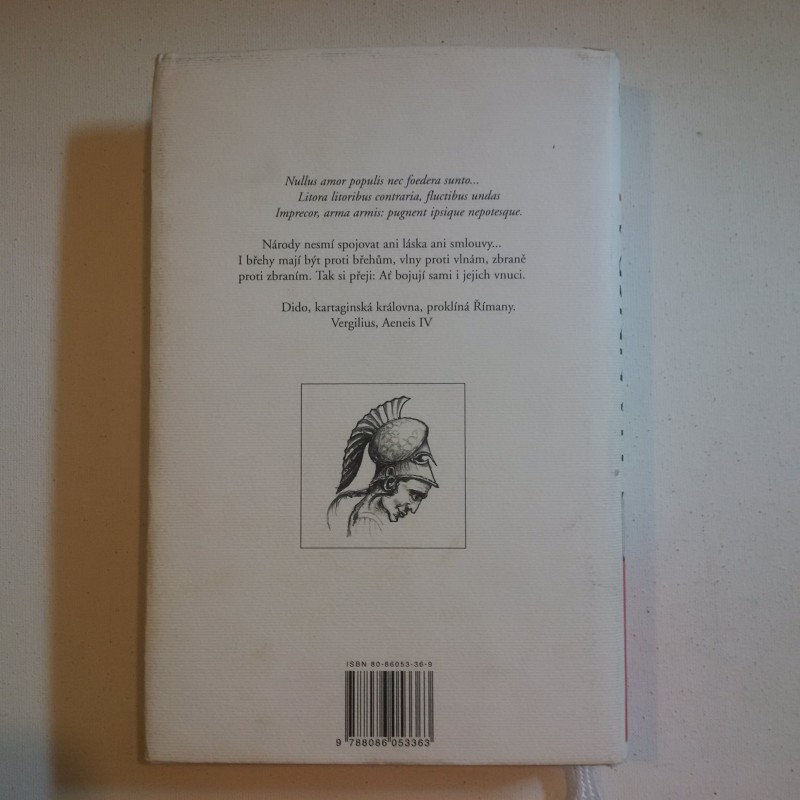 Nullus amor populis nec foedera sunto...
Litora litoribus contraria, fluctibus undas
Imprecor, arma armis: pugnent ipsique nepotesque.
Národy nesmí spojovat ani láska ani smlouvy...
I břehy mají být proti břehům, vlny proti vlnám, zbraně
proti zbraním. Tak si přeji: Ať bojují sami i jejich vnuci.
Dido, kartaginská královna, proklíná Římany.
Vergilius, Aeneis IV
ISBN 80-86053-36-9
9 788086 053363